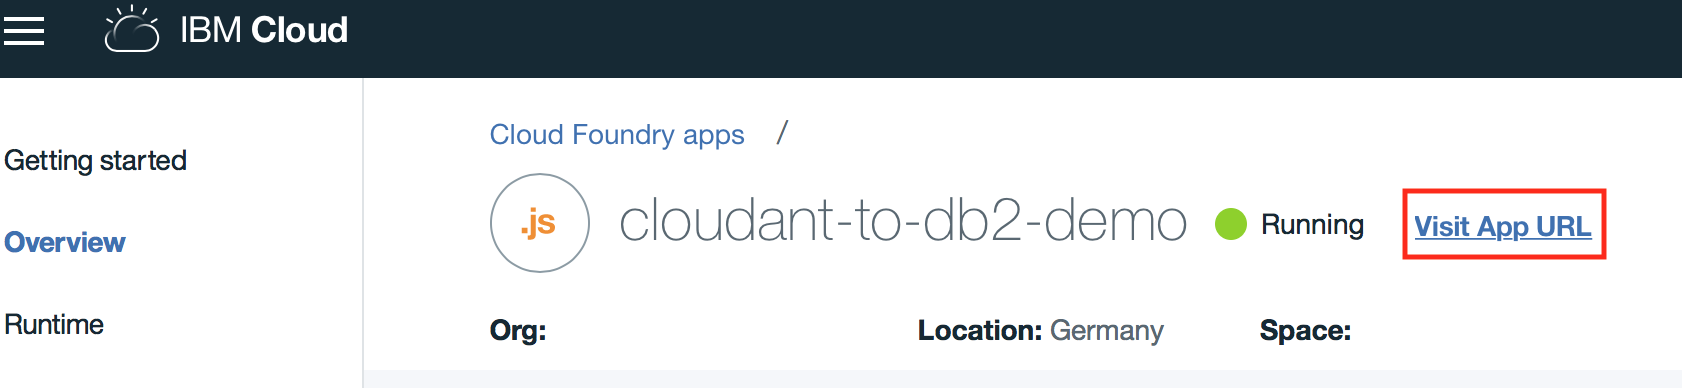 IBM Cloud
Getting started
Overview
Runtime
Cloud Foundry apps /
.js
cloudant-to-db2-demo
Running
Visit App URL
Org:
Location: Germany
Space: